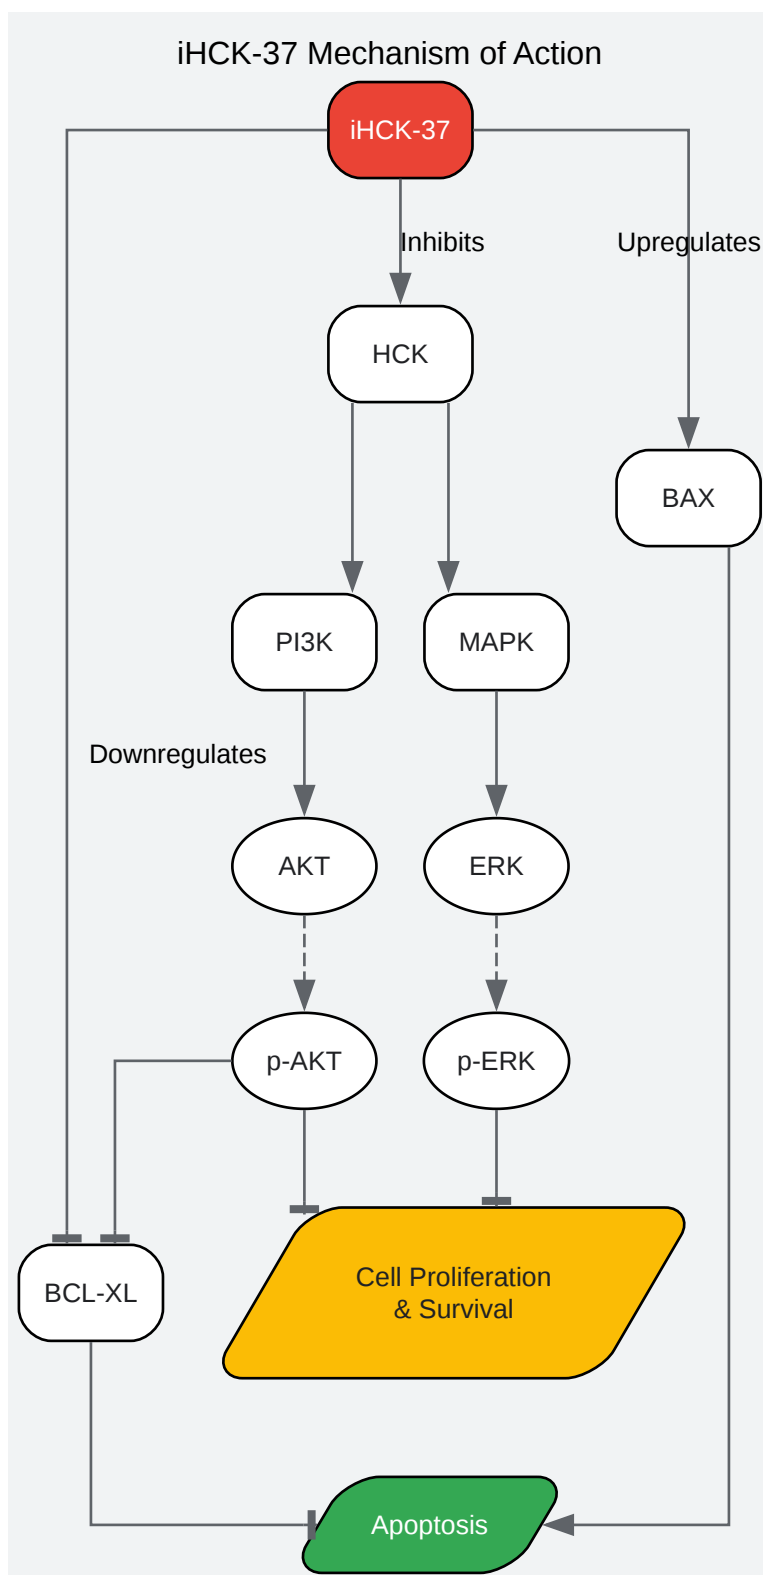 iHCK-37 Mechanism of Action
iHCK-37
Inhibits
Upregulates
HCK
BAX
PI3K
MAPK
Downregulates
AKT
ERK
p-AKT
p-ERK
Cell Proliferation
& Survival
BCL-XL
Apoptosis